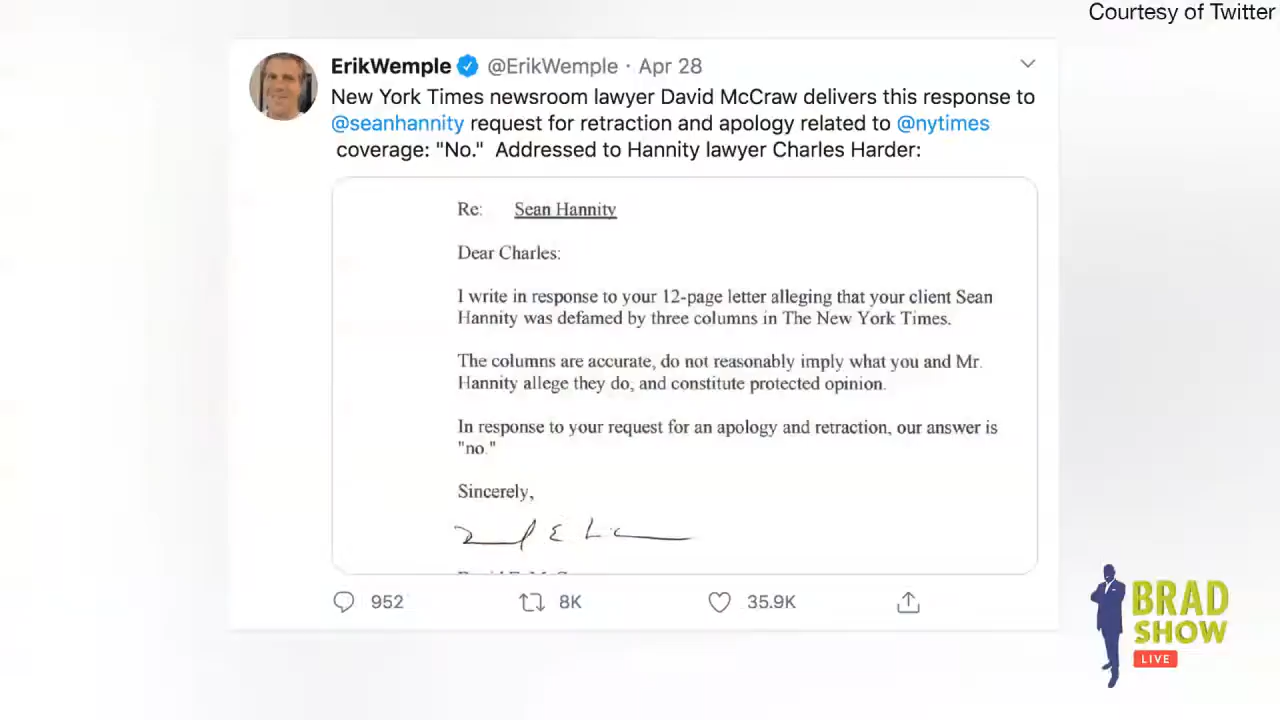 Courtesy of Twitter
ErikWemple @ErikWemple · Apr 28
New York Times newsroom lawyer David McCraw delivers this response to
@seanhannity request for retraction and apology related to @nytimes
coverage: "No." Addressed to Hannity lawyer Charles Harder:
Re: Sean Hannity
Dear Charles:
I write in response to your 12-page letter alleging that your client Sean
Hannity was defamed by three columns in The New York Times.
The columns are accurate, do not reasonably imply what you and Mr.
Hannity allege they do, and constitute protected opinion.
In response to your request for an apology and retraction, our answer is
"no."
Sincerely,
952 8K 35.9K
BRAD
SHOW
LIVE